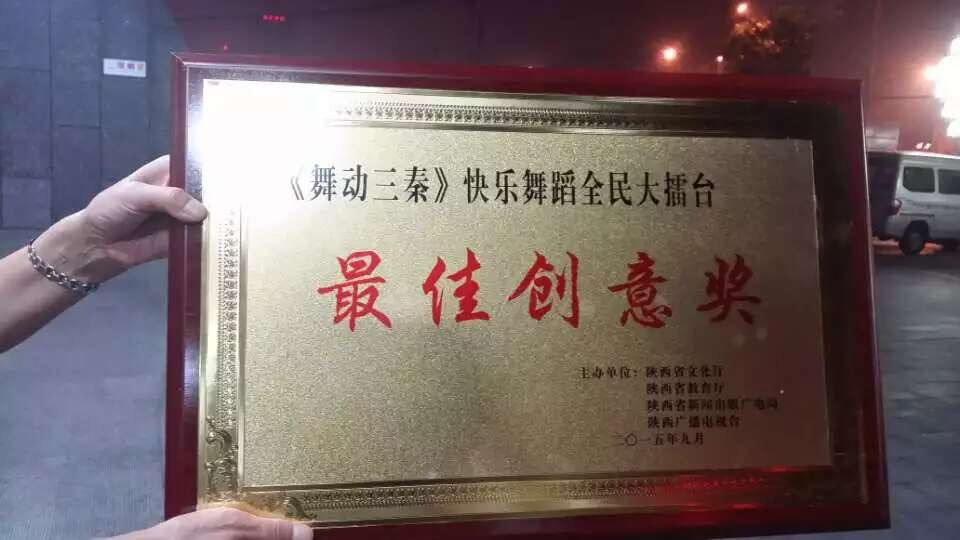 《舞动三秦》快乐舞蹈全民大擂台
最佳创意奖
主办单位：陕西省文化厅
陕西省教育厅
陕西省新闻出版广电局
陕西广播电视台
二〇一五年九月